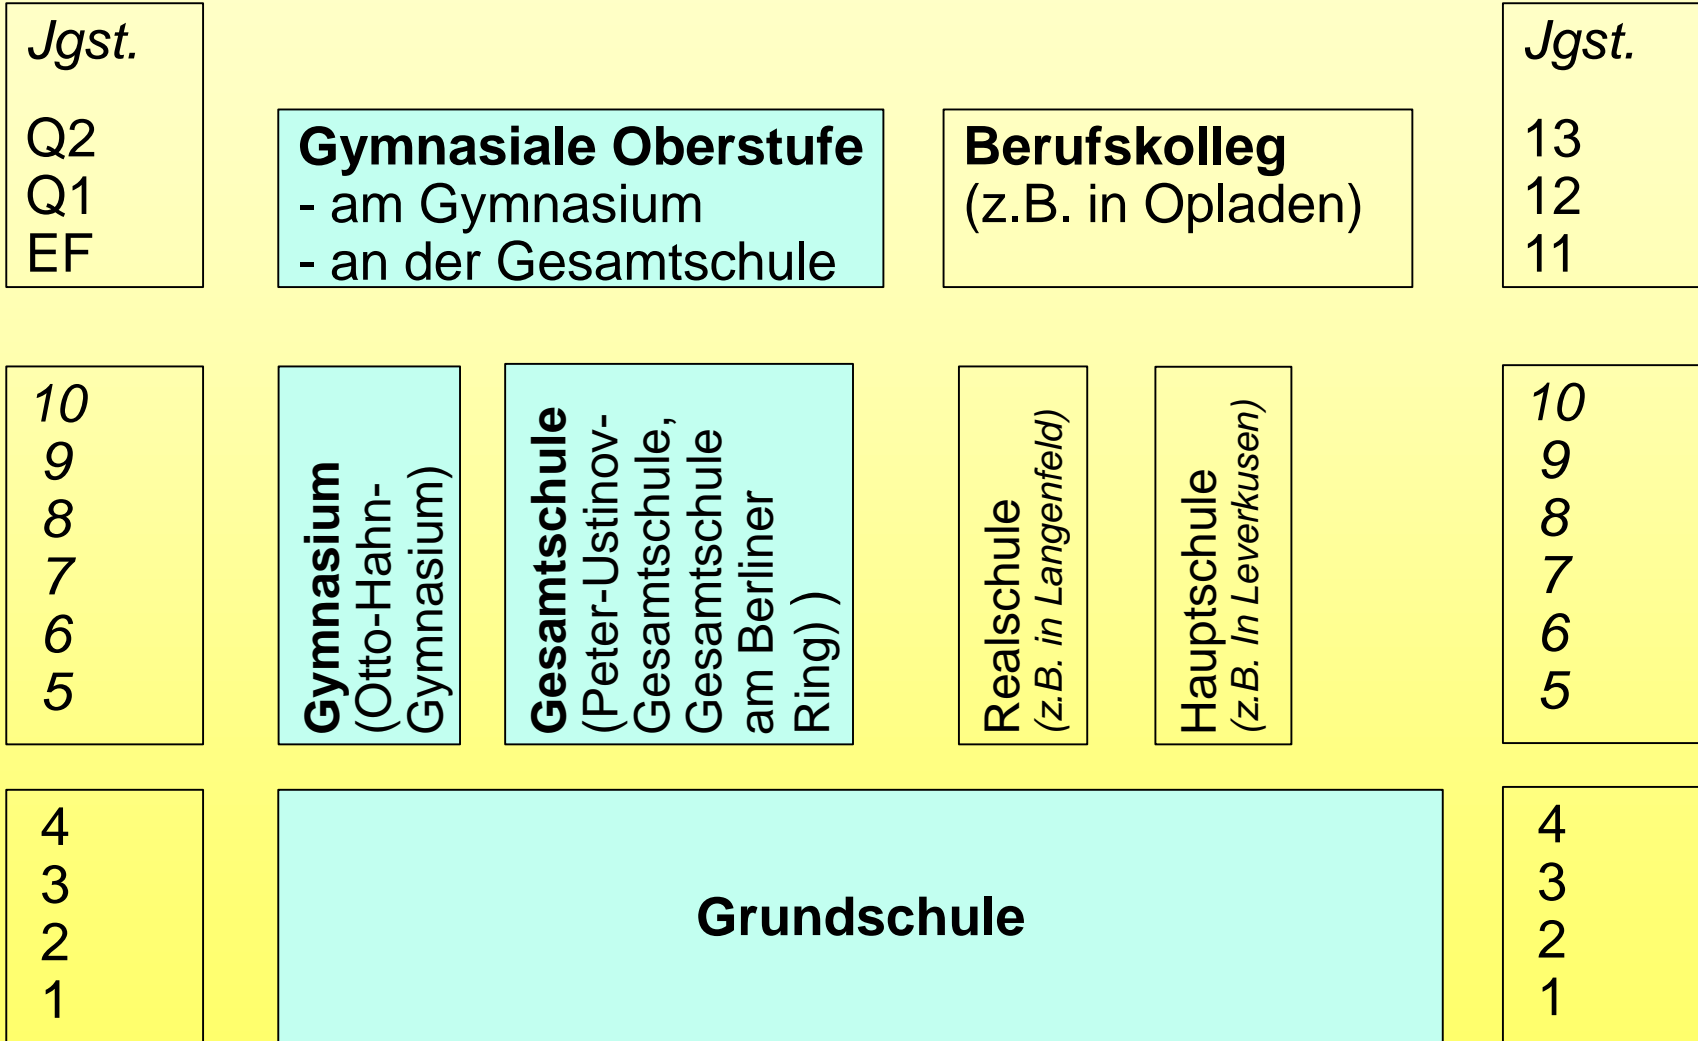 Jgst.
Q2
Q1
EF
Gymnasiale Oberstufe
- am Gymnasium
- an der Gesamtschule
Berufskolleg
(z.B. in Opladen)
Jgst.
13
12
11
10
9
8
7
6
5
Gymnasium
(Otto-Hahn-
Gymnasium)
Gesamtschule
(Peter-Ustinov-
Gesamtschule,
Gesamtschule
am Berliner
Ring) )
Realschule
(z.B. in Langenfeld)
Hauptschule
(z.B. In Leverkusen)
10
9
8
7
6
5
4
3
2
1
Grundschule
4
3
2
1